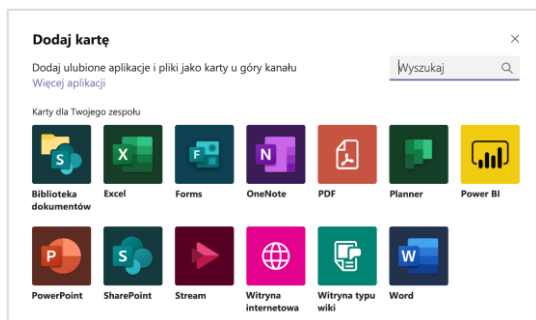 Dodaj kartę
Dodaj ulubione aplikacje i pliki jako karty u góry kanału
Wyszukaj
Więcej aplikacji
Karty dla Twojego zespołu
S
X
F
N
Biblioteka dokumentów
Excel
Forms
OneNote
PDF
Planner
Power BI
P
S
W
PowerPoint
SharePoint
Stream
Witryna internetowa
Witryna typu wiki
Word